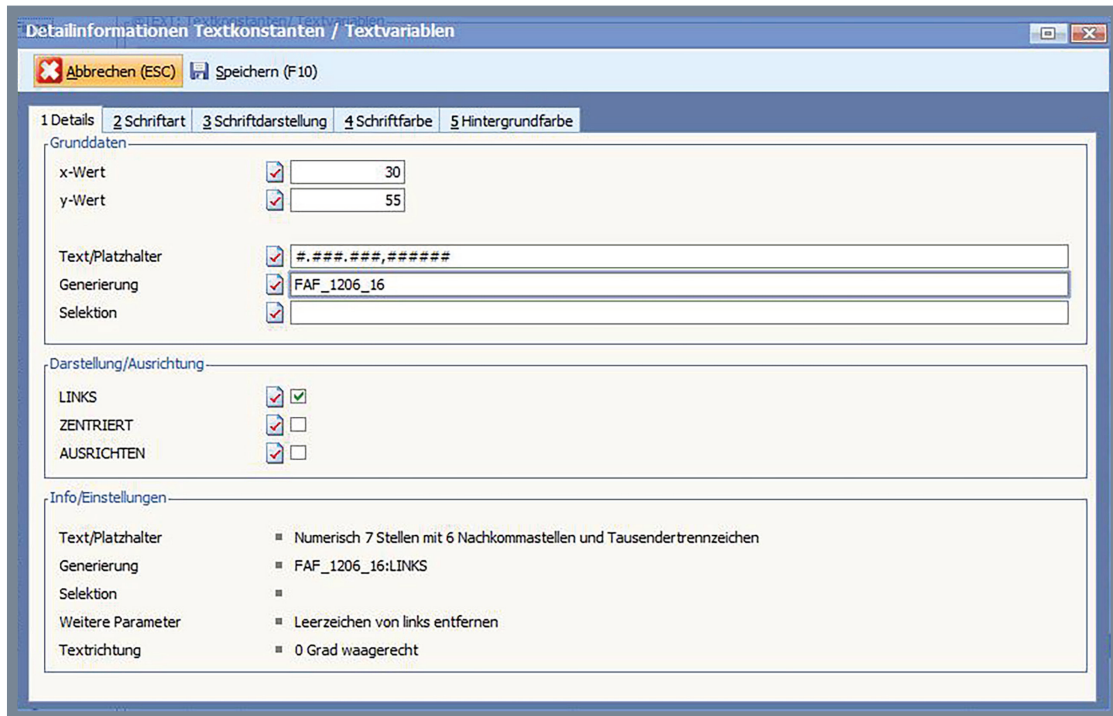 @TEXT: Textkonstanten/ Textvariablen
Detailinformationen Textkonstanten / Textvariablen
Abbrechen (ESC) Speichern (F10)
1 Details 2 Schriftart 3 Schriftdarstellung 4 Schriftfarbe 5 Hintergrundfarbe
Grunddaten
x-Wert 30
y-Wert 55
Text/Platzhalter #.###.###,######
Generierung FAF_1206_16
Selektion
Darstellung/Ausrichtung
LINKS
ZENTRIERT
AUSRICHTEN
Info/Einstellungen
Text/Platzhalter Numerisch 7 Stellen mit 6 Nachkommastellen und Tausendertrennzeichen
Generierung FAF_1206_16:LINKS
Selektion
Weitere Parameter Leerzeichen von links entfernen
Textrichtung 0 Grad waagerecht